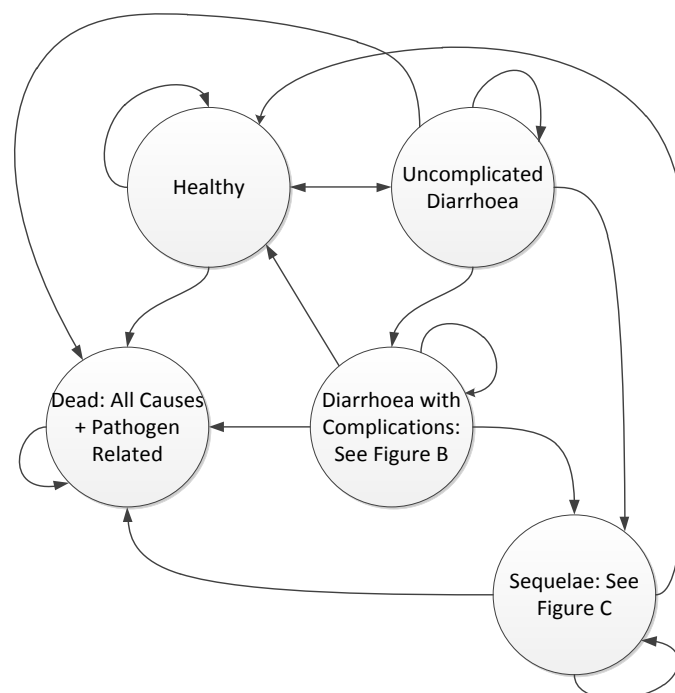 Healthy
Uncomplicated
Diarrhoea
Dead: All Causes
+ Pathogen
Related
Diarrhoea with
Complications:
See Figure B
Sequelae: See
Figure C